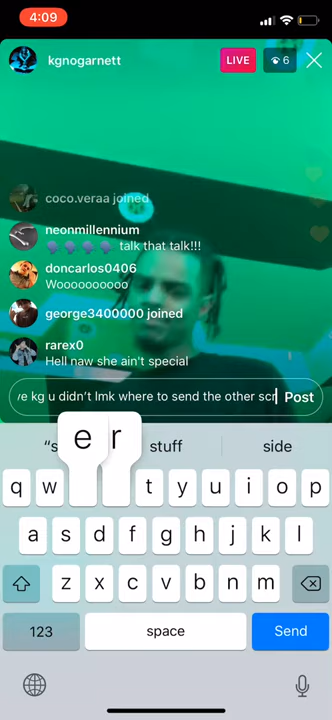 4:09
kgnogarnett
LIVE
6
coco.veraa joined
neonmillennium
talk that talk!!!
doncarlos0406
Woooooooooo
george3400000 joined
rarex0
Hell naw she ain't special
kg u didn't lmk where to send the other scr
Post
stuff
side
e r
q w t y u i o p
a s d f g h j k l
z x c v b n m
123
space
Send